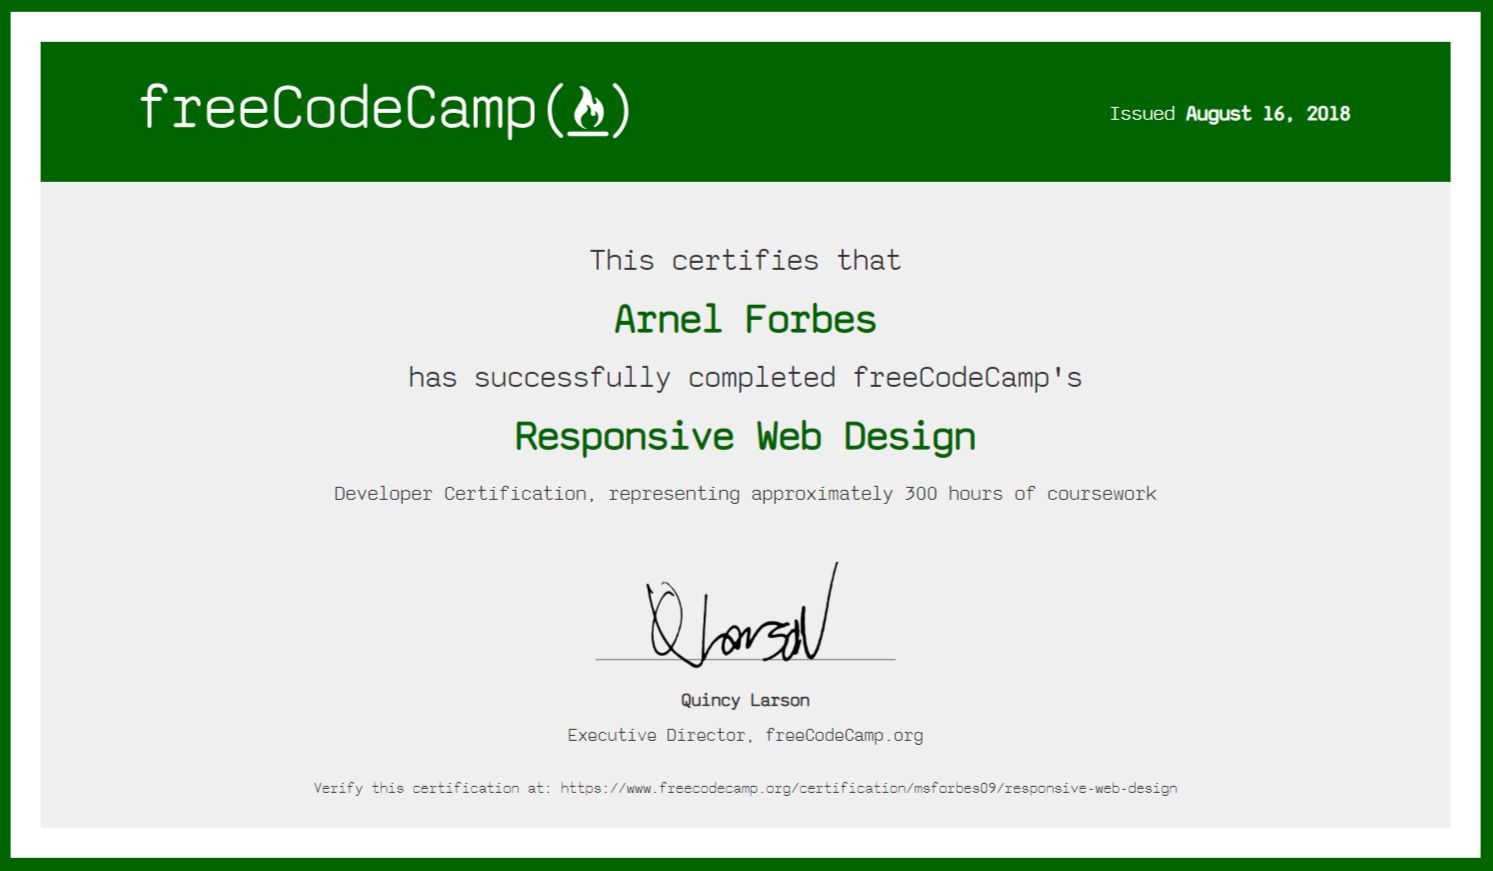 freeCodeCamp(🔥)
Issued August 16, 2018
This certifies that
Arnel Forbes
has successfully completed freeCodeCamp's
Responsive Web Design
Developer Certification, representing approximately 300 hours of coursework
Q Larson
Quincy Larson
Executive Director, freeCodeCamp.org
Verify this certification at: https://www.freecodecamp.org/certification/msforbes09/responsive-web-design